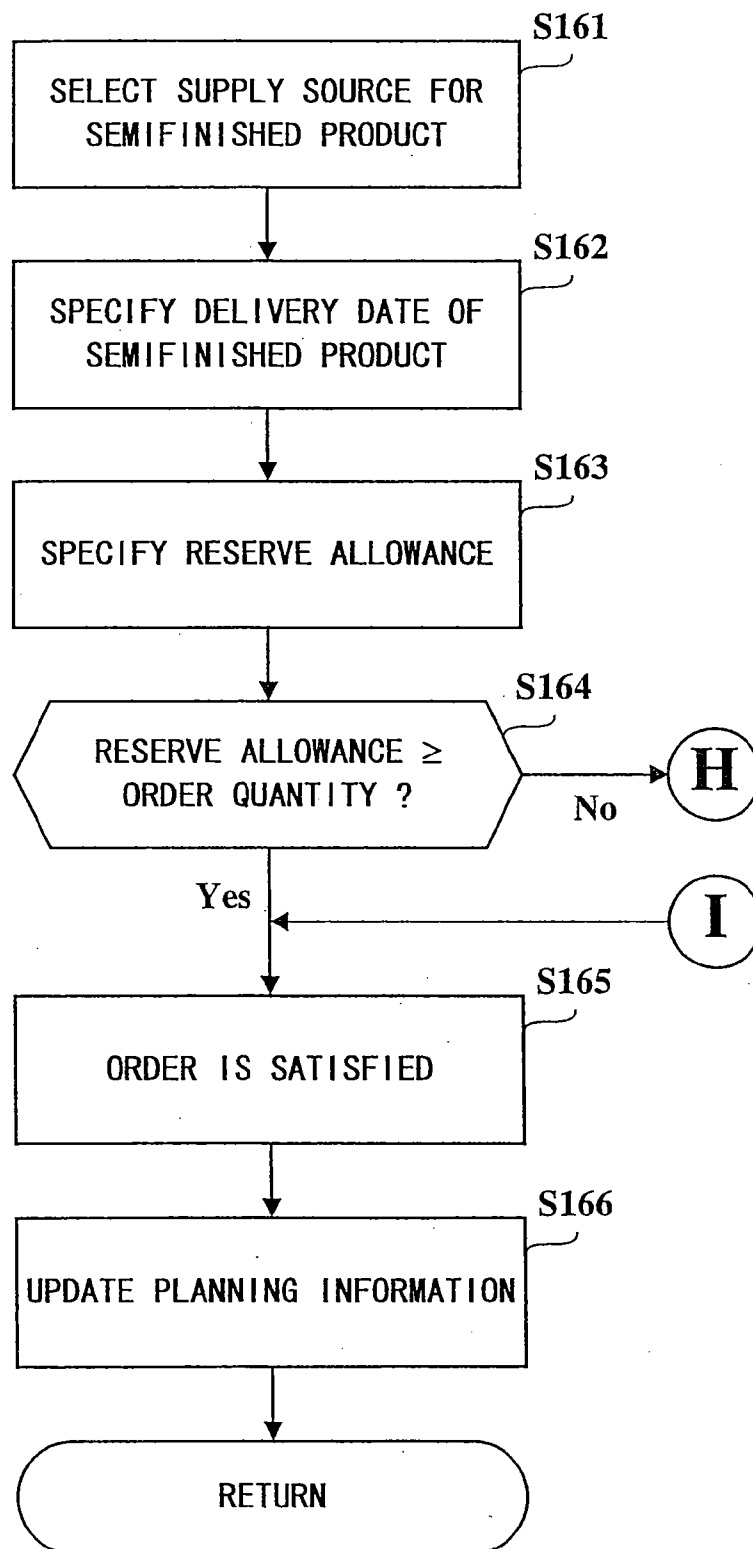 S161
SELECT SUPPLY SOURCE FOR
SEMIFINISHED PRODUCT
S162
SPECIFY DELIVERY DATE OF
SEMIFINISHED PRODUCT
S163
SPECIFY RESERVE ALLOWANCE
S164
RESERVE ALLOWANCE ≥
ORDER QUANTITY ?
H
No
Yes
I
S165
ORDER IS SATISFIED
S166
UPDATE PLANNING INFORMATION
RETURN